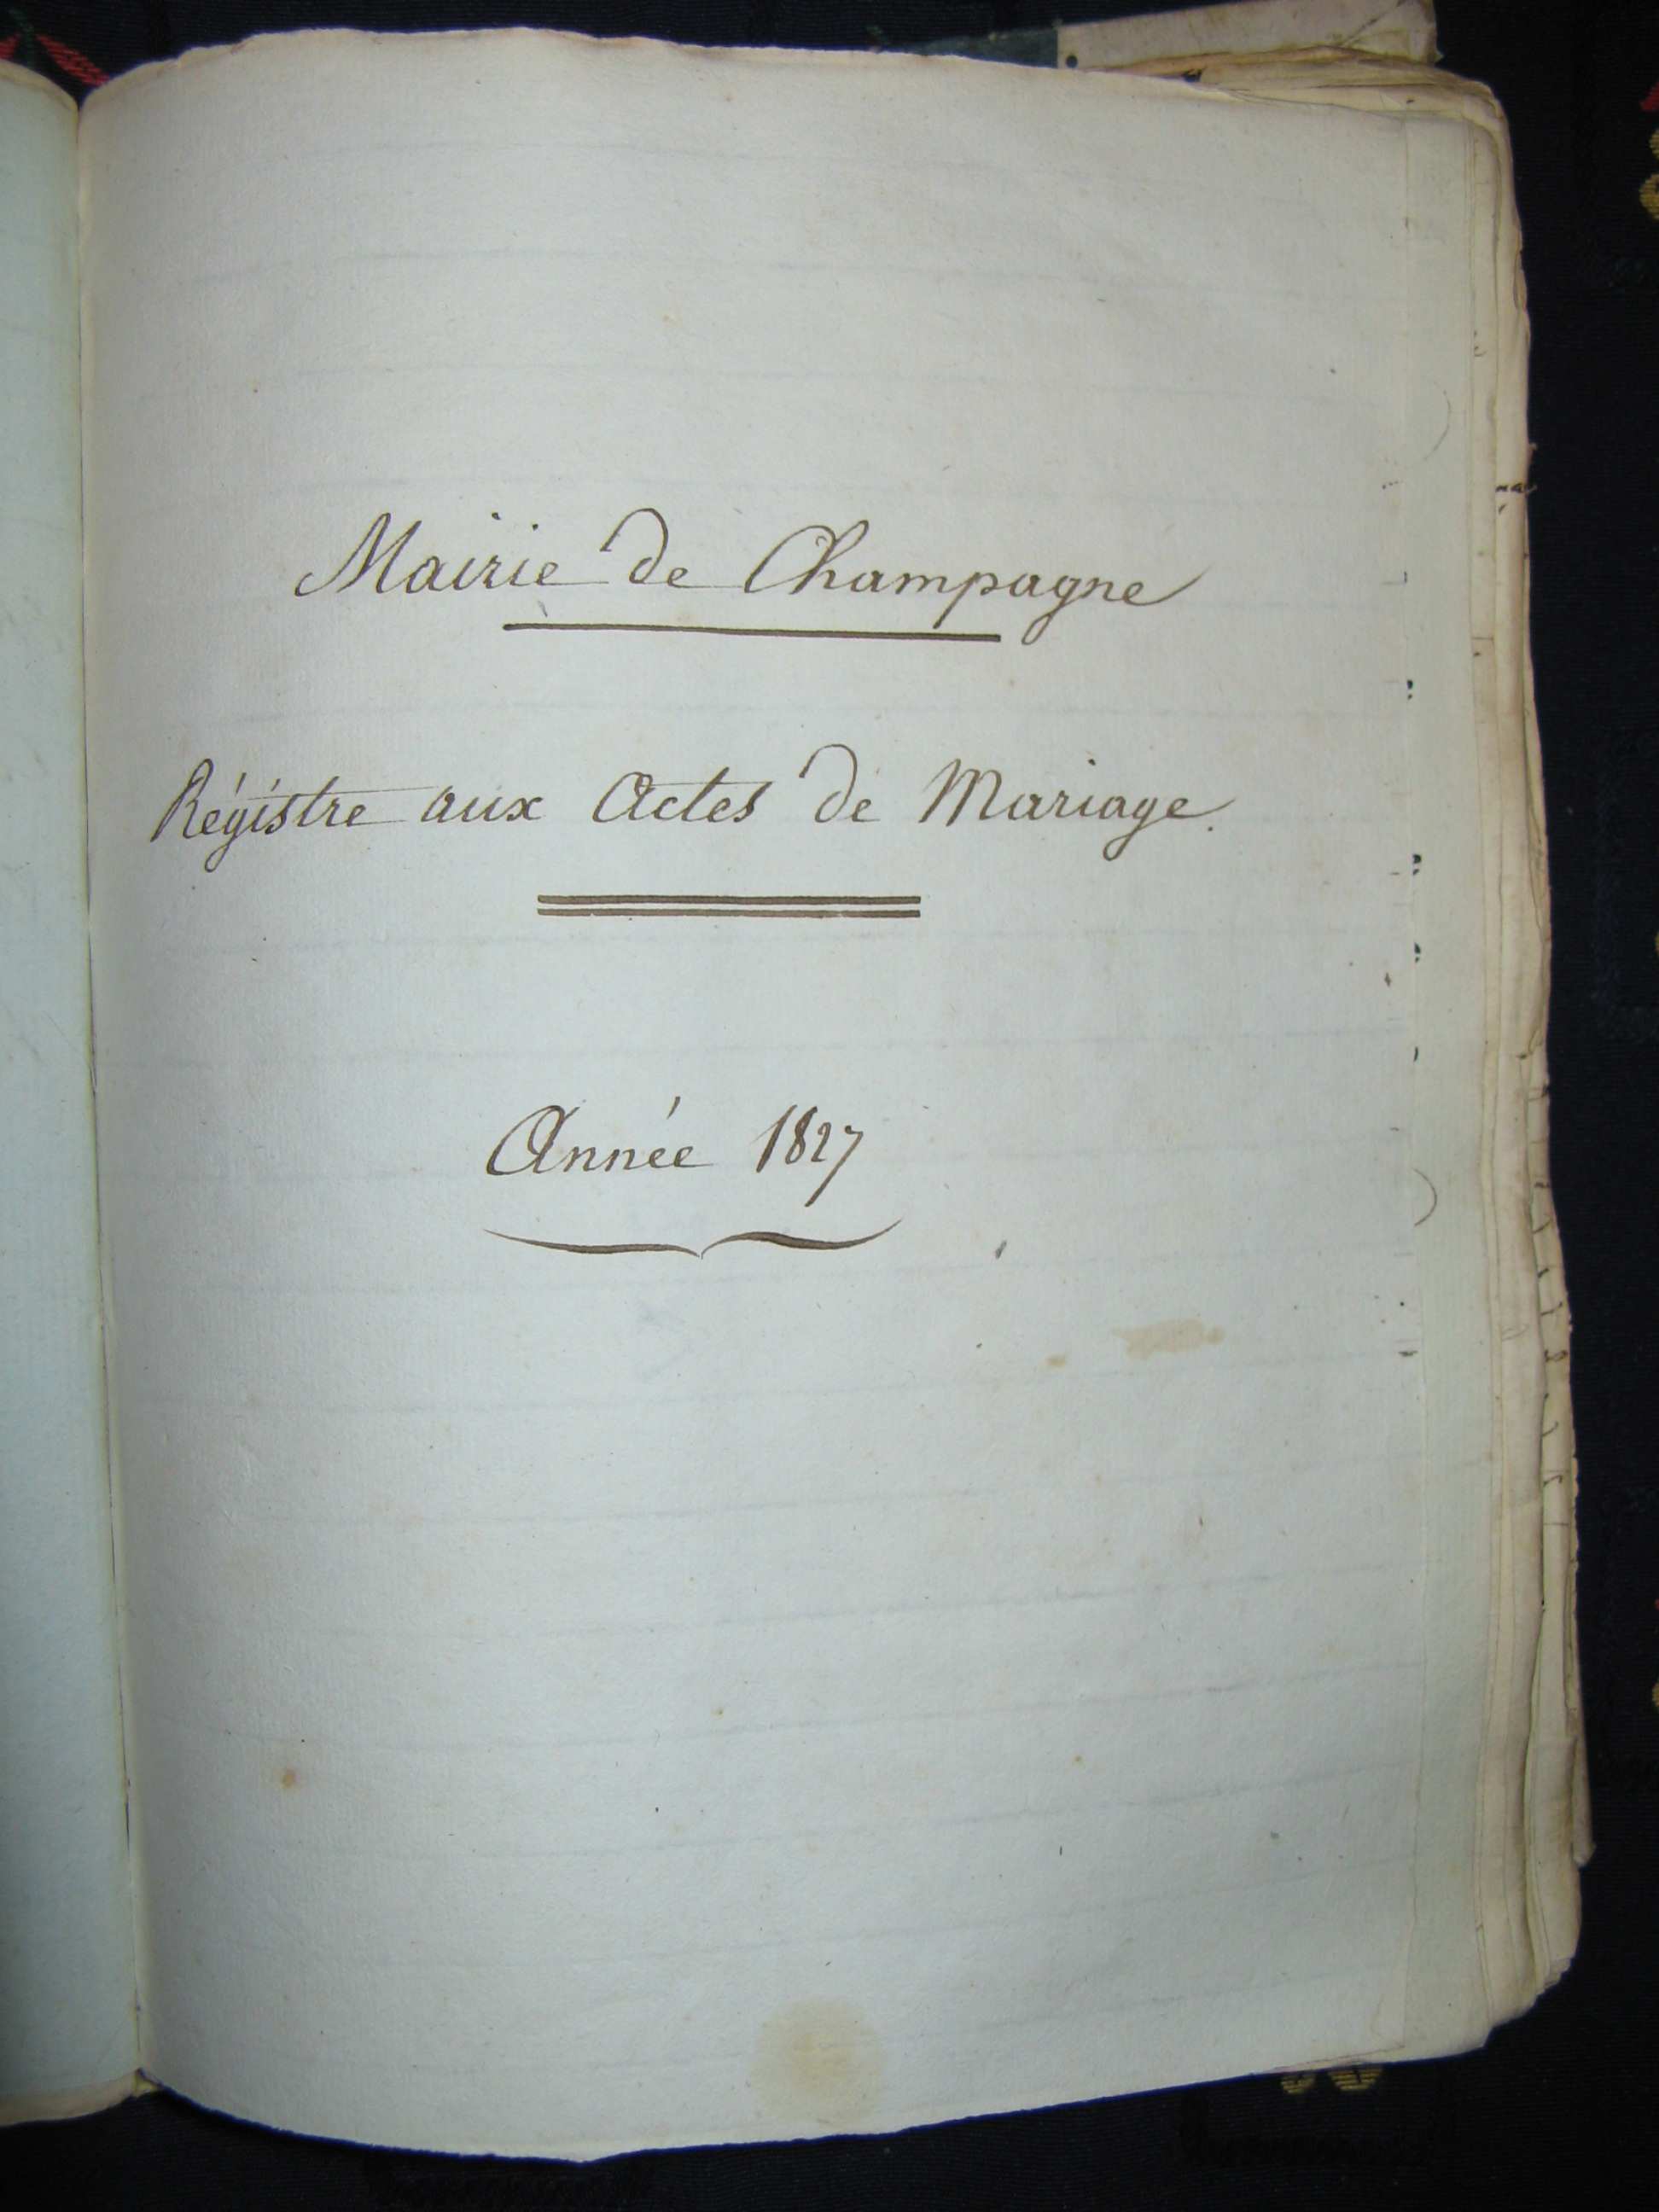 Mairie de Champagne
Régistre aux Actes de Mariage.
Année 1827